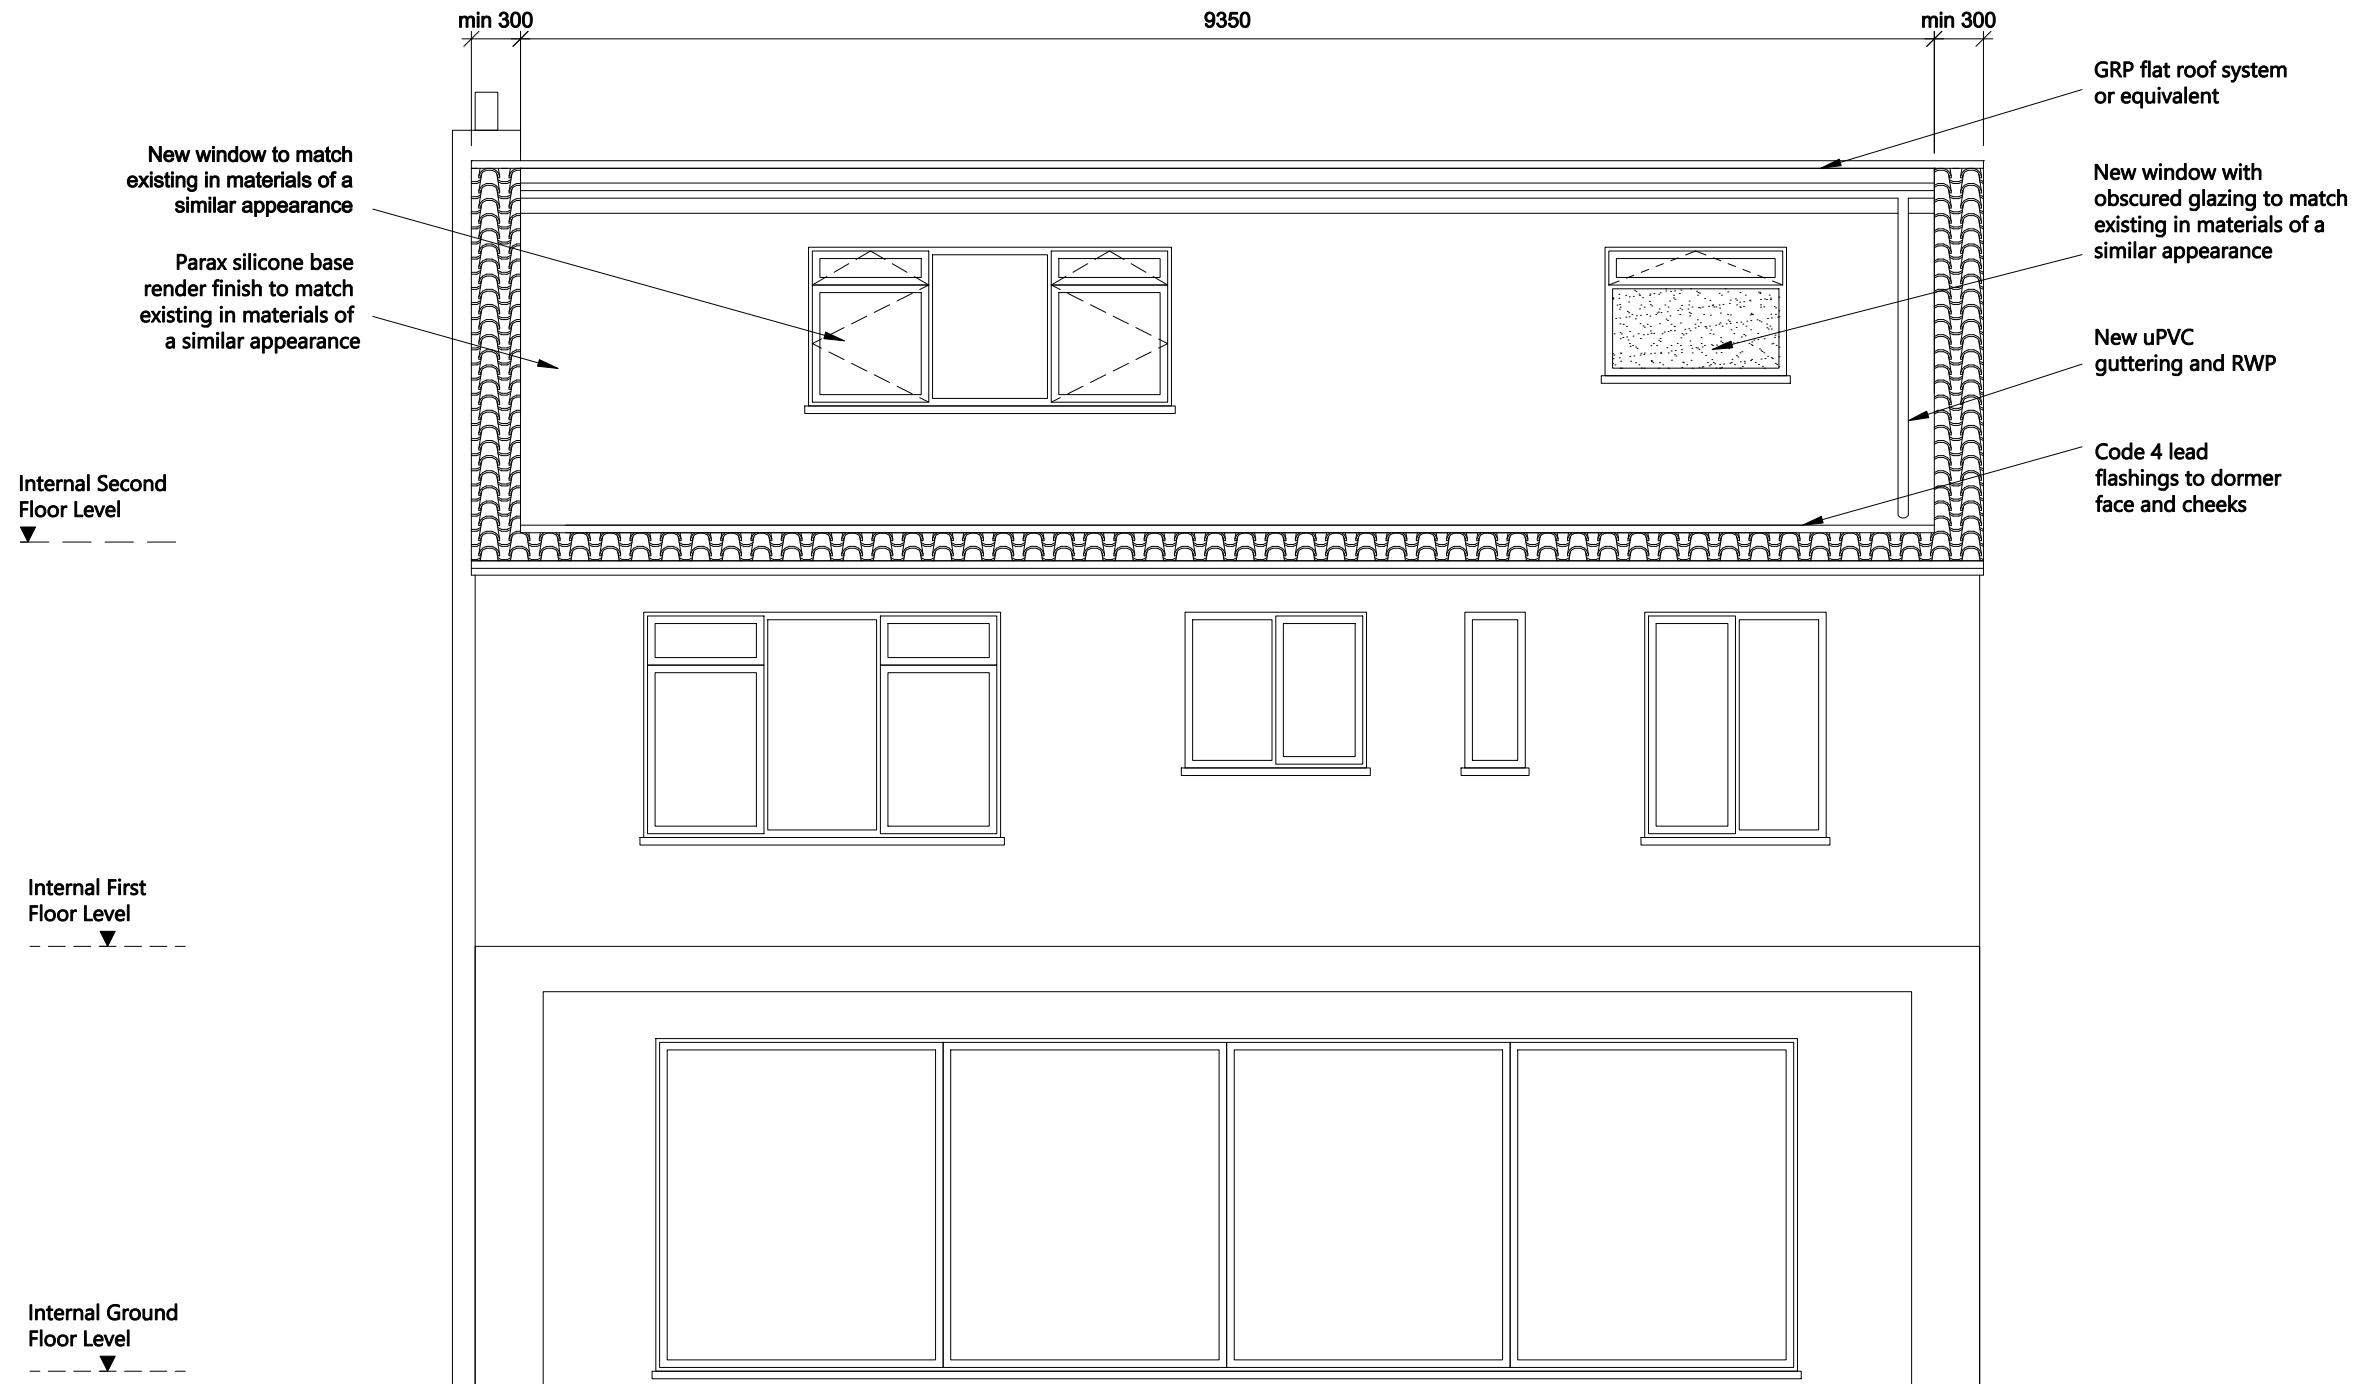 min 300
9350
min 300
GRP flat roof system
or equivalent
New window to match
existing in materials of a
similar appearance
New window with
obscured glazing to match
existing in materials of a
similar appearance
Parax silicone base
render finish to match
existing in materials of
a similar appearance
New uPVC
guttering and RWP
Code 4 lead
flashings to dormer
face and cheeks
Internal Second
Floor Level
Internal First
Floor Level
Internal Ground
Floor Level